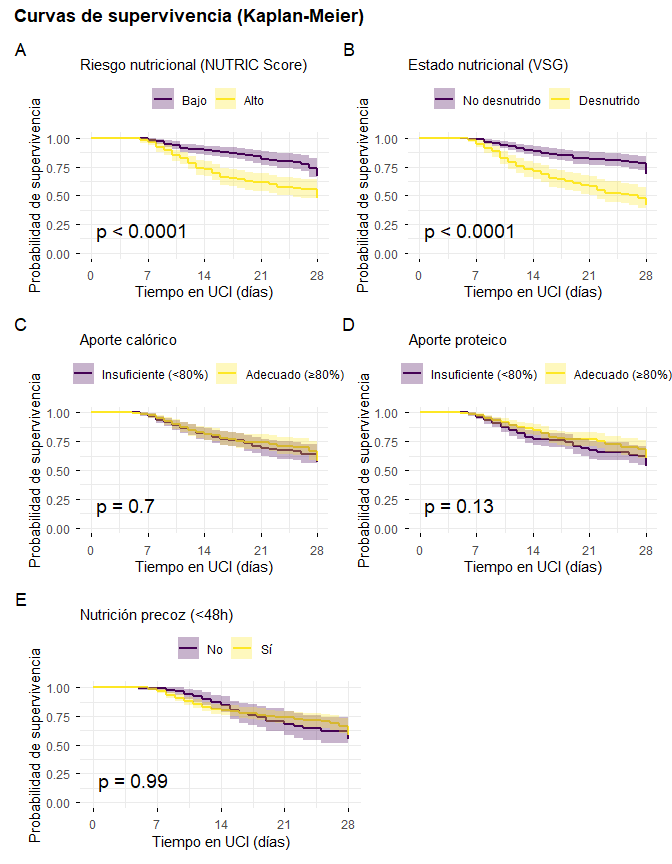 Curvas de supervivencia (Kaplan-Meier)
A
Riesgo nutricional (NUTRIC Score)
Bajo
Alto
Probabilidad de supervivencia
1.00
0.75
0.50
0.25
0.00
p < 0.0001
0 7 14 21 28
Tiempo en UCI (días)
B
Estado nutricional (VSG)
No desnutrido
Desnutrido
Probabilidad de supervivencia
1.00
0.75
0.50
0.25
0.00
p < 0.0001
0 7 14 21 28
Tiempo en UCI (días)
C
Aporte calórico
Insuficiente (<80%)
Adecuado (≥80%)
Probabilidad de supervivencia
1.00
0.75
0.50
0.25
0.00
p = 0.7
0 7 14 21 28
Tiempo en UCI (días)
D
Aporte proteico
Insuficiente (<80%)
Adecuado (≥80%)
Probabilidad de supervivencia
1.00
0.75
0.50
0.25
0.00
p = 0.13
0 7 14 21 28
Tiempo en UCI (días)
E
Nutrición precoz (<48h)
No
Sí
Probabilidad de supervivencia
1.00
0.75
0.50
0.25
0.00
p = 0.99
0 7 14 21 28
Tiempo en UCI (días)